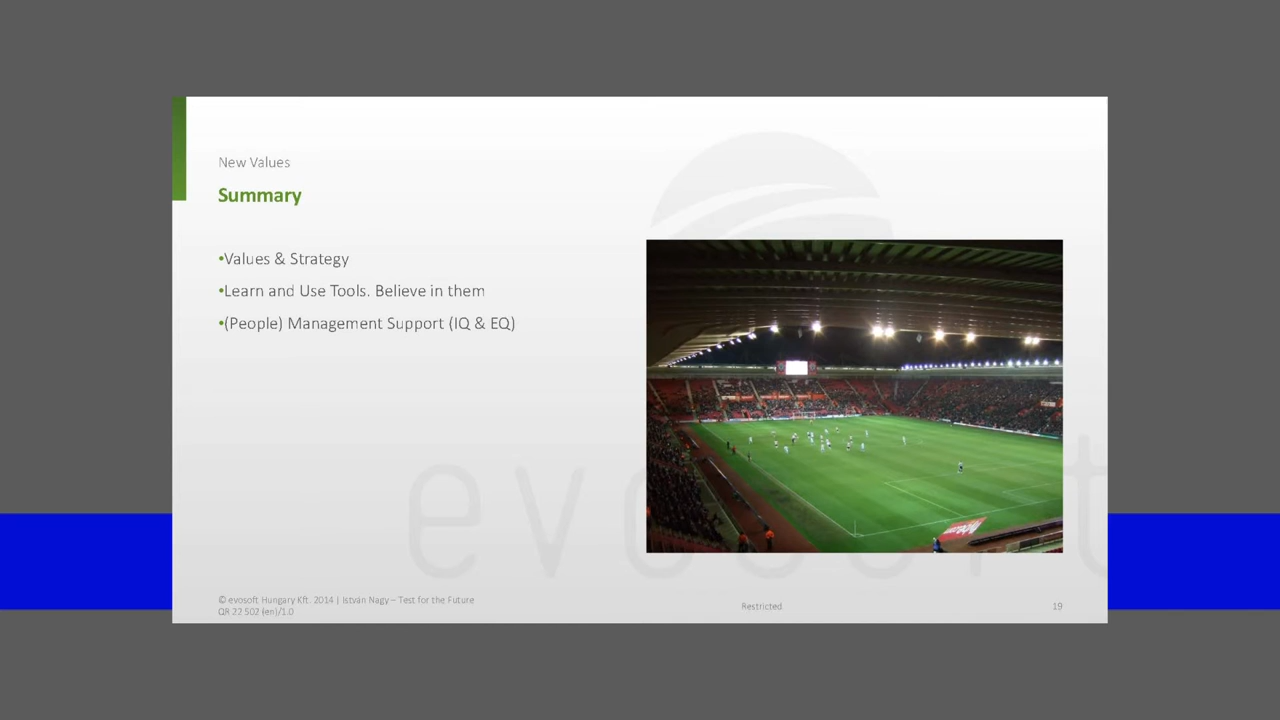 New Values
Summary
•Values & Strategy
•Learn and Use Tools. Believe in them
•(People) Management Support (IQ & EQ)
evosoft
© evosoft Hungary Kft. 2014 | István Nagy – Test for the Future
QR 22 502 (en)/1.0
Restricted
19